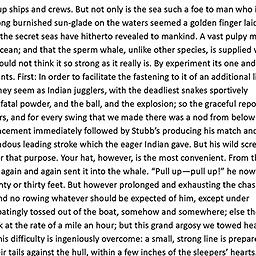 up ships and crews. But not only is the sea such a foe to man who i
ong burnished sun-glade on the waters seemed a golden finger laid
the secret seas have hitherto revealed to mankind. A vast pulpy m
cean; and that the sperm whale, unlike other species, is supplied w
ould not think it so strong as it really is. By experiment its one and
nts. First: In order to facilitate the fastening to it of an additional li
hey seem as Indian jugglers, with the deadliest snakes sportively
fatal powder, and the ball, and the explosion; so the graceful repo
rs, and for every swing that we made there was a nod from below
ncement immediately followed by Stubb's producing his match and
ndous leading stroke which the eager Indian gave. But his wild scre
r that purpose. Your hat, however, is the most convenient. From th
again and again sent it into the whale. "Pull up—pull up!" he now
nty or thirty feet. But however prolonged and exhausting the chas
nd no rowing whatever should be expected of him, except under
patingly tossed out of the boat, somehow and somewhere; else th
k at the rate of a mile an hour; but this grand argosy we towed hea
his difficulty is ingeniously overcome: a small, strong line is prepare
eir tails against the hull, within a few inches of the sleepers' hearts.